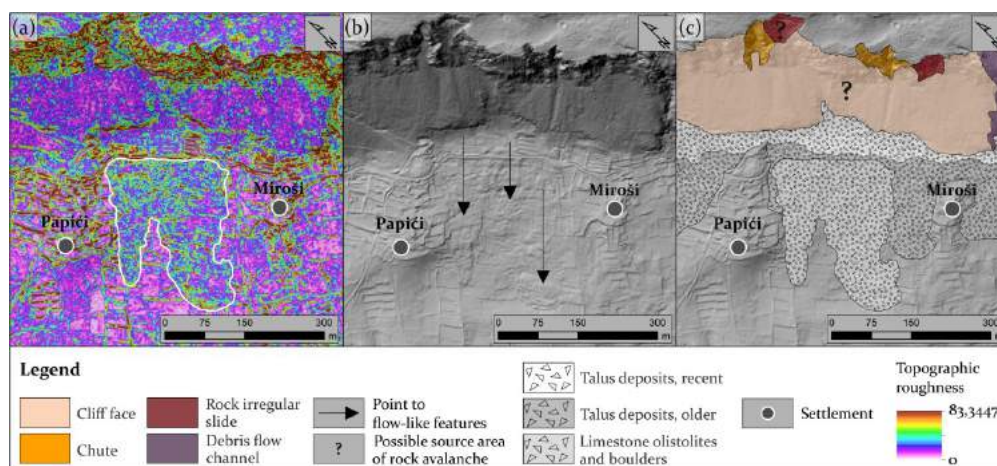 (a)
(b)
(c)
?
?
Papići
Miroši
Papići
Miroši
Papići
Miroši
0 75 150 300
m
0 75 150 300
m
0 75 150 300
m
Legend
Cliff face
Chute
Rock irregular
slide
Debris flow
channel
Point to
flow-like features
?
Possible source area
of rock avalanche
Talus deposits, recent
Talus deposits, older
Limestone olistolites
and boulders
Settlement
Topographic
roughness
83,3447
0